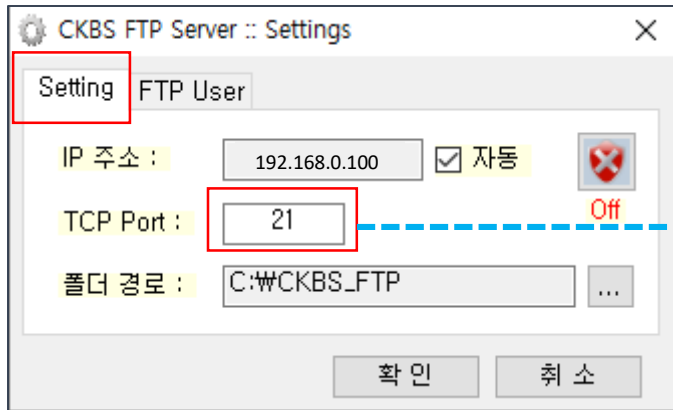 CKBS FTP Server :: Settings
Setting FTP User
IP 주소 : 192.168.0.100 자동
TCP Port : 21 Off
폴더 경로 : C:₩CKBS_FTP ...
확 인 취 소